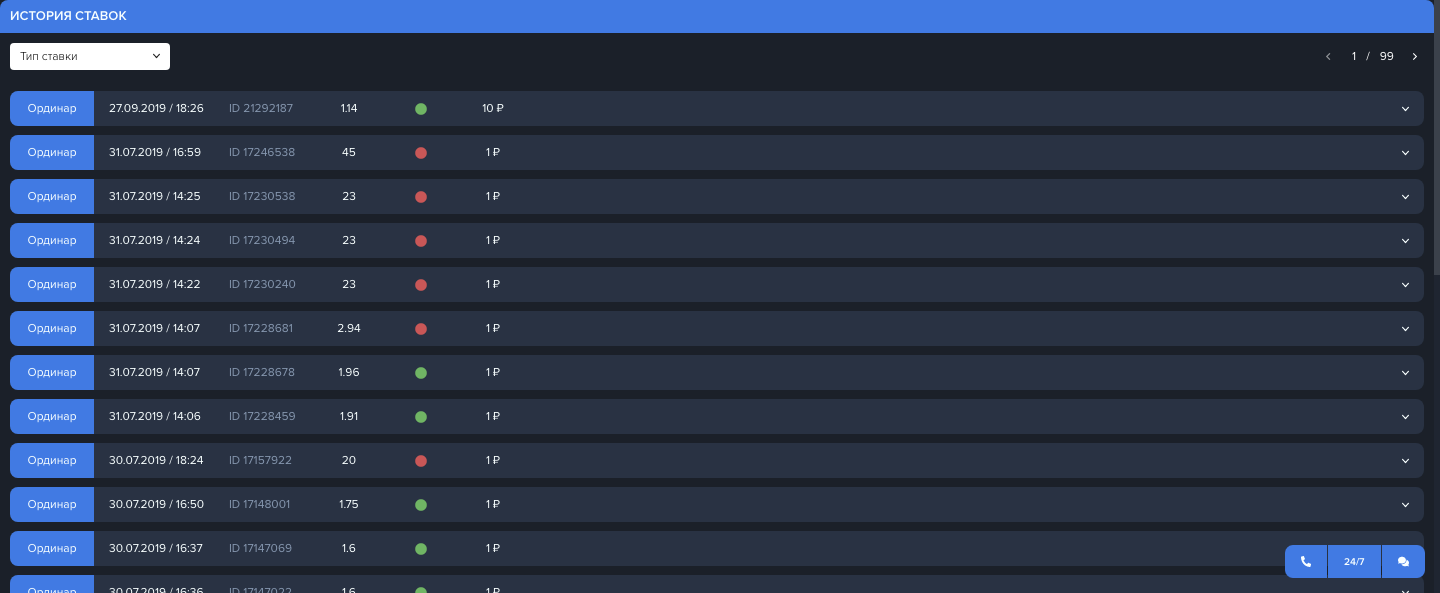 ИСТОРИЯ СТАВОК
Тип ставки
1 / 99
Ординар 27.09.2019 / 18:26 ID 21292187 1.14 10 ₽
Ординар 31.07.2019 / 16:59 ID 17246538 45 1 ₽
Ординар 31.07.2019 / 14:25 ID 17230538 23 1 ₽
Ординар 31.07.2019 / 14:24 ID 17230494 23 1 ₽
Ординар 31.07.2019 / 14:22 ID 17230240 23 1 ₽
Ординар 31.07.2019 / 14:07 ID 17228681 2.94 1 ₽
Ординар 31.07.2019 / 14:07 ID 17228678 1.96 1 ₽
Ординар 31.07.2019 / 14:06 ID 17228459 1.91 1 ₽
Ординар 30.07.2019 / 18:24 ID 17157922 20 1 ₽
Ординар 30.07.2019 / 16:50 ID 17148001 1.75 1 ₽
Ординар 30.07.2019 / 16:37 ID 17147069 1.6 1 ₽
24/7
Ординар 30.07.2019 / 16:36 ID 17147022 1.6 1 ₽